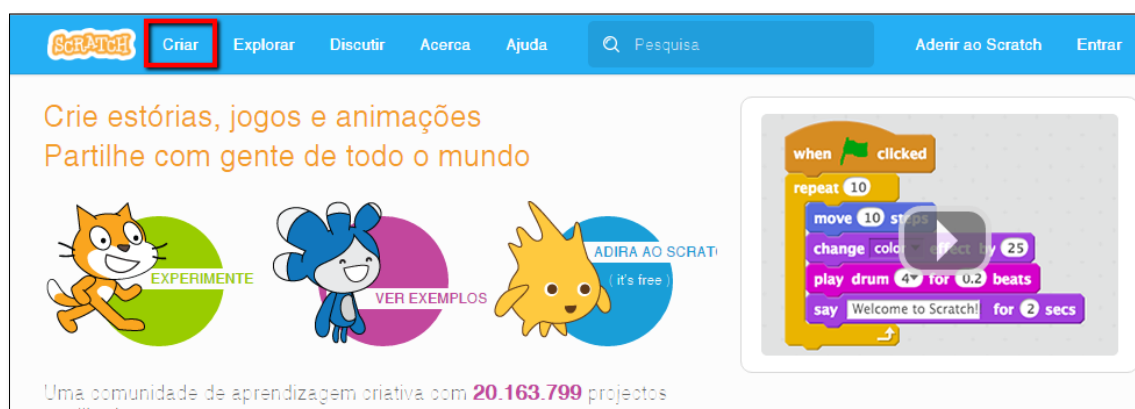 SCRATCH Criar Explorar Discutir Acerca Ajuda Pesquisa Aderir ao Scratch Entrar
Crie estórias, jogos e animações
Partilhe com gente de todo o mundo
EXPERIMENTE
VER EXEMPLOS
ADIRA AO SCRAT
( it's free )
when clicked
repeat 10
move 10 steps
change color effect by 25
play drum 4 for 0.2 beats
say Welcome to Scratch! for 2 secs
Uma comunidade de aprendizagem criativa com 20.163.799 projectos